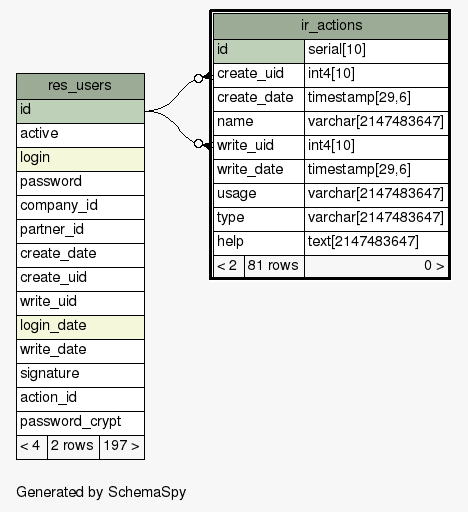 ir_actions
id serial[10]
create_uid int4[10]
create_date timestamp[29,6]
name varchar[2147483647]
write_uid int4[10]
write_date timestamp[29,6]
usage varchar[2147483647]
type varchar[2147483647]
help text[2147483647]
< 2 81 rows 0 >
res_users
id
active
login
password
company_id
partner_id
create_date
create_uid
write_uid
login_date
write_date
signature
action_id
password_crypt
< 4 2 rows 197 >
Generated by SchemaSpy